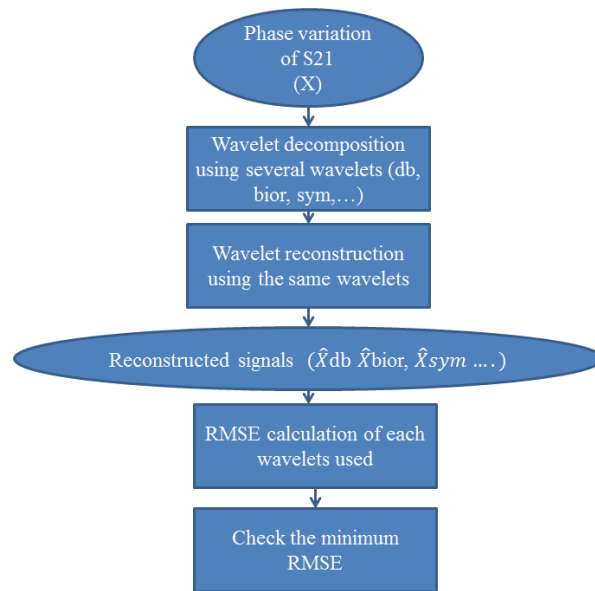 Phase variation
of S21
(X)
Wavelet decomposition
using several wavelets (db,
bior, sym,…)
Wavelet reconstruction
using the same wavelets
Reconstructed signals (X̂db X̂bior, X̂sym ….)
RMSE calculation of each
wavelets used
Check the minimum
RMSE